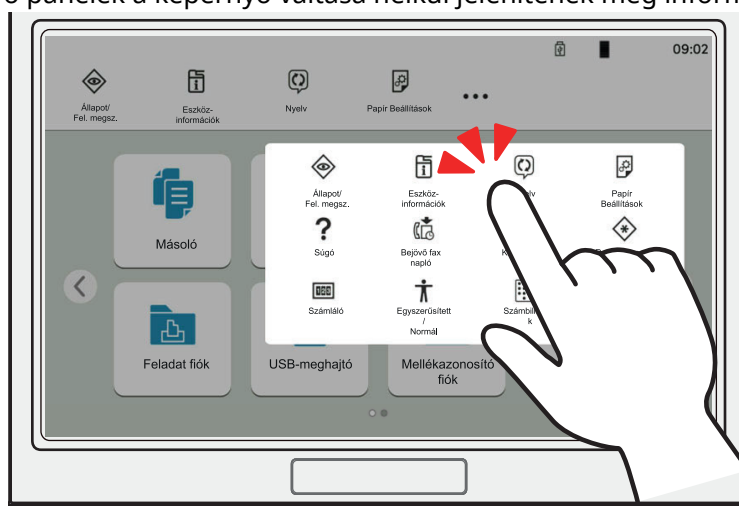 ó panelek a képernyő váltása nélkül jelenítenek meg inform
09:02
Állapot/
Fel. megsz.
Eszköz-
információk
Nyelv
Papír Beállítások
Állapot/
Fel. megsz.
Eszköz-
információk
Papír
Beállítások
Másoló
?
Súgó
Bejövő fax
napló
Számláló
Egyszerűsített
/
Normál
k
Feladat fiók
USB-meghajtó
Mellékazonosító
fiók